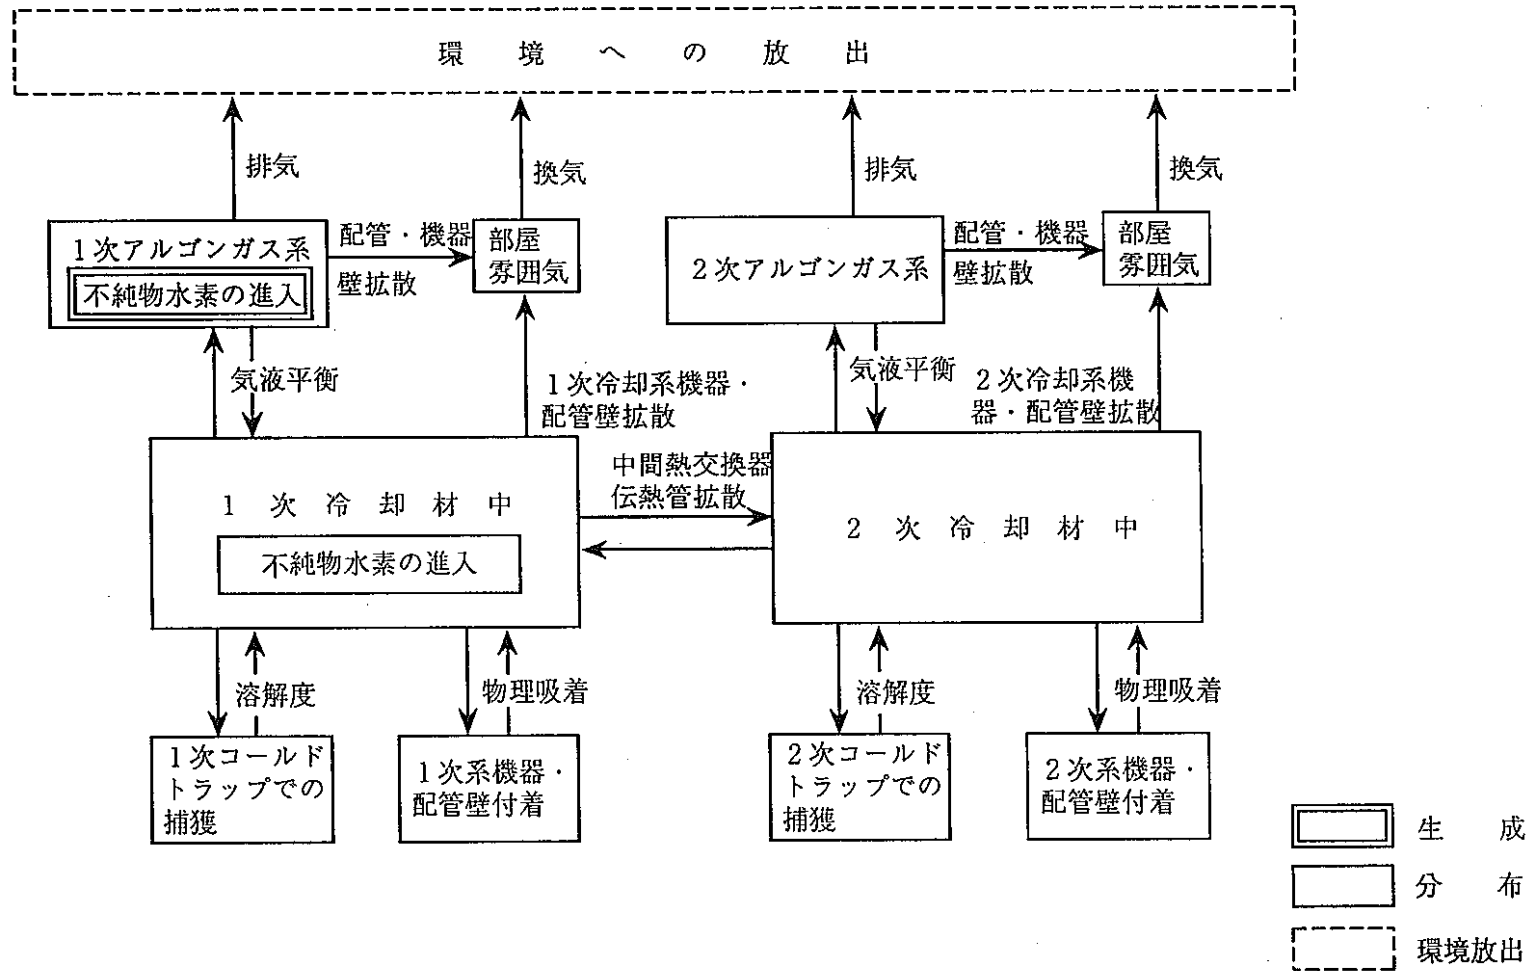 環境への放出
排気
換気
排気
換気
1次アルゴンガス系
不純物水素の進入
配管・機器
壁拡散
部屋
雰囲気
2次アルゴンガス系
配管・機器
壁拡散
部屋
雰囲気
気液平衡
1次冷却系機器・
配管壁拡散
気液平衡
2次冷却系機
器・配管壁拡散
1次冷却材中
不純物水素の進入
中間熱交換器
伝熱管拡散
2次冷却材中
溶解度
物理吸着
溶解度
物理吸着
1次コールド
トラップでの
捕獲
1次系機器・
配管壁付着
2次コールド
トラップでの
捕獲
2次系機器・
配管壁付着
生成
分布
環境放出